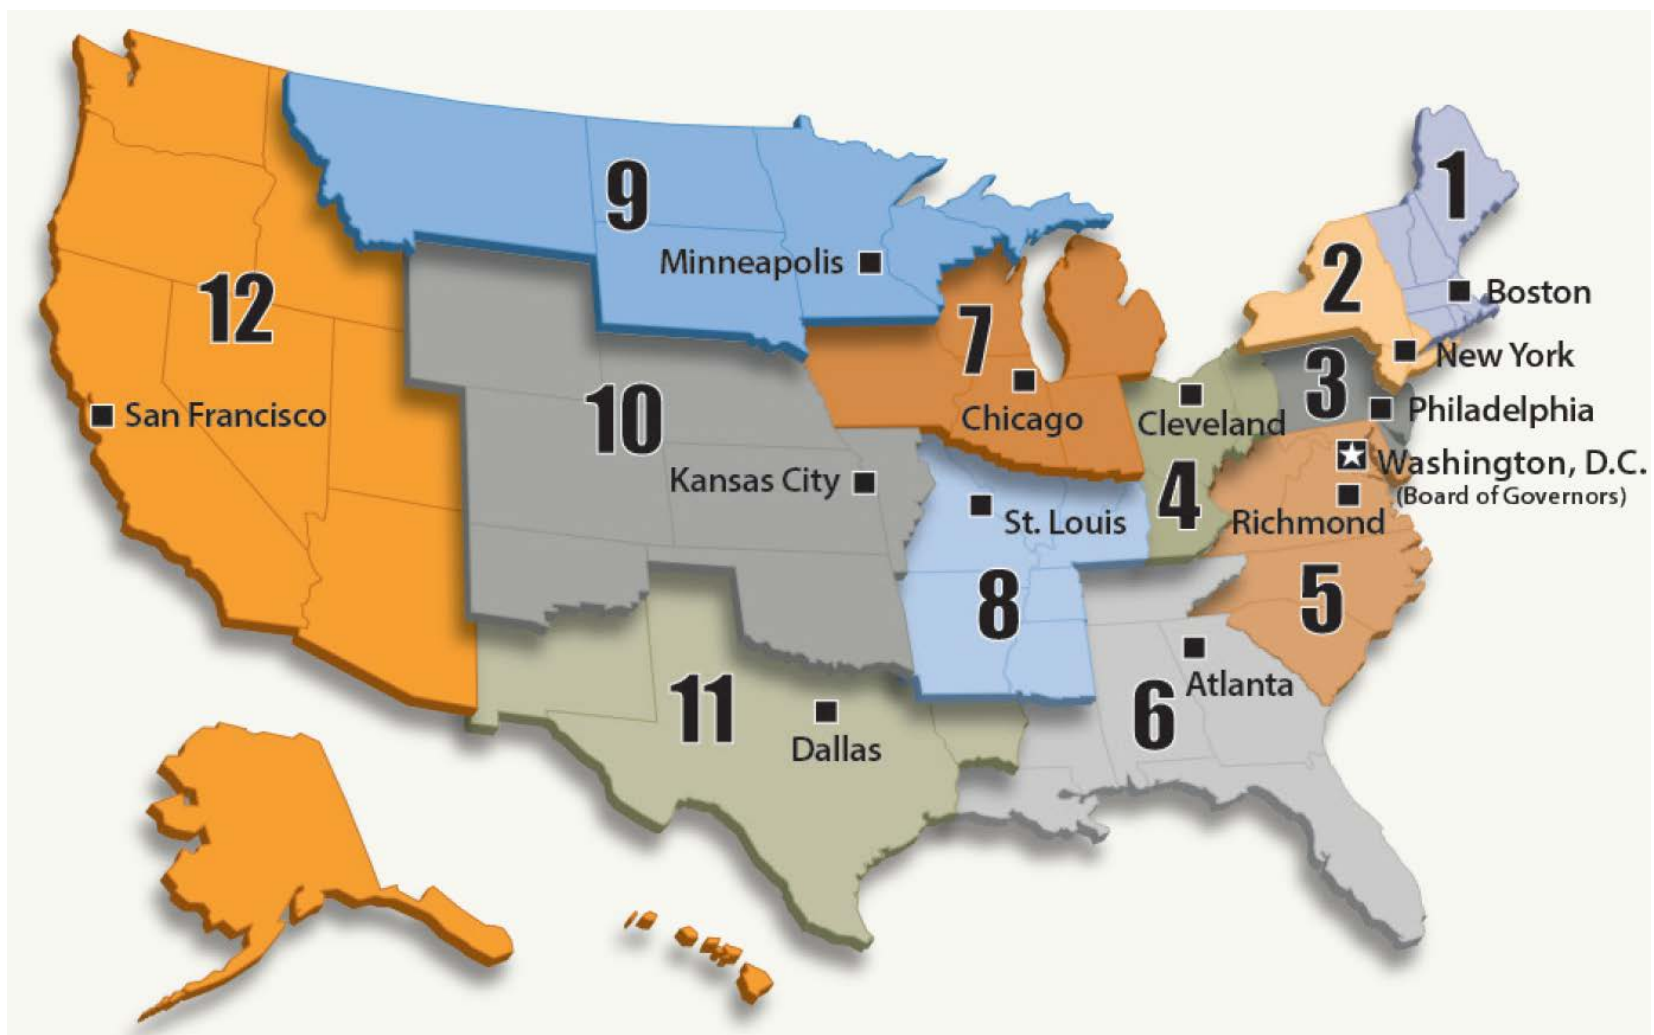 1
9
2
Minneapolis
12
Boston
7
New York
3
10
San Francisco
Chicago
Cleveland
Philadelphia
Washington, D.C.
(Board of Governors)
Kansas City
4
St. Louis
Richmond
8
5
Atlanta
11
6
Dallas